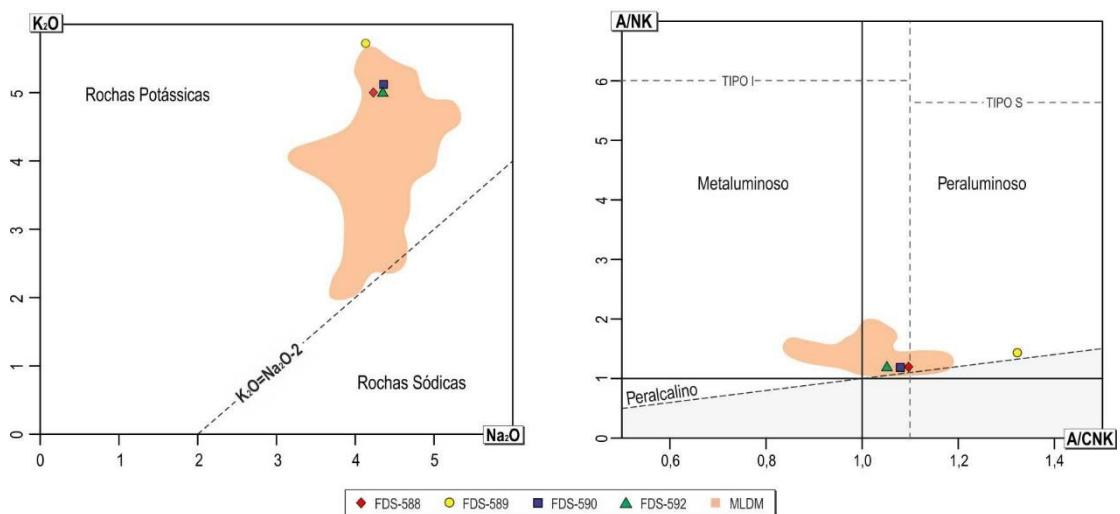 K₂O
Rochas Potássicas
K₂O=Na₂O-2
Rochas Sódicas
Na₂O
5
4
3
2
1
0
0 1 2 3 4 5
A/NK
TIPO I
TIPO S
Metaluminoso
Peraluminoso
Peralcalino
A/CNK
6
5
4
3
2
1
0
0,6 0,8 1,0 1,2 1,4
FDS-588 FDS-589 FDS-590 FDS-592 MLDM